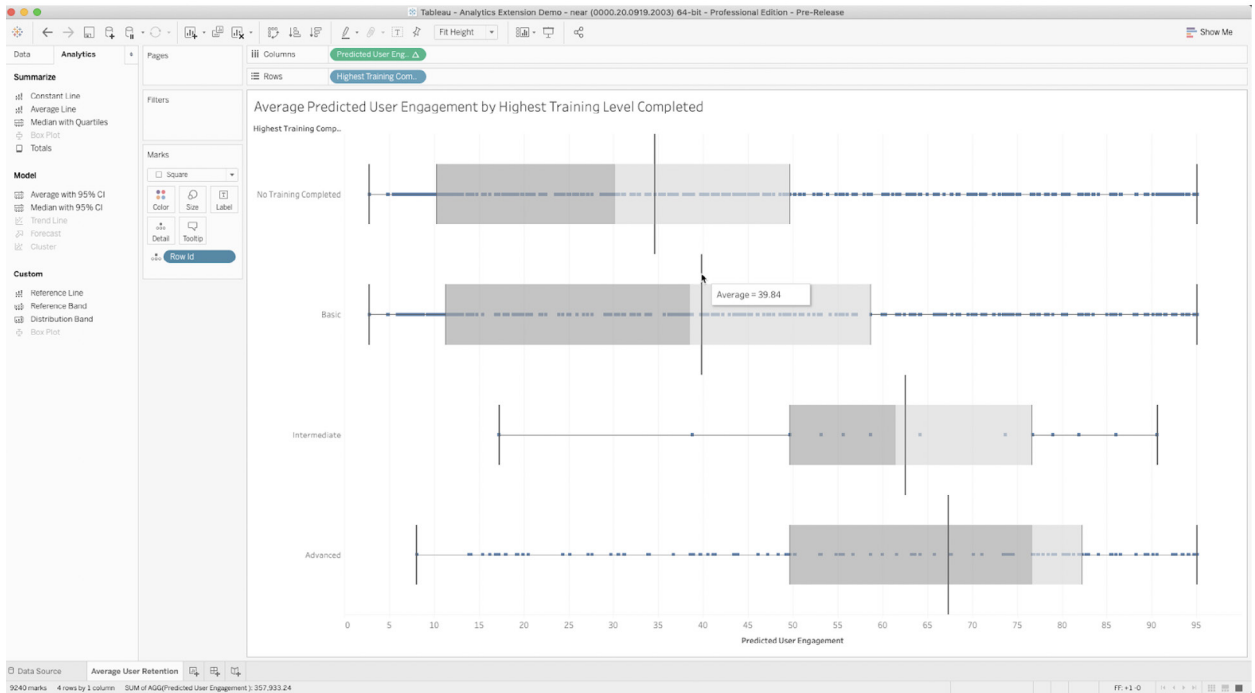 Tableau - Analytics Extension Demo - near (0000.20.0919.2003) 64-bit - Professional Edition - Pre-Release
Fit Height
Show Me
Data
Analytics
Pages
Columns
Predicted User Eng..
Rows
Highest Training Com..
Summarize
Constant Line
Average Line
Median with Quartiles
Box Plot
Totals
Model
Average with 95% CI
Median with 95% CI
Trend Line
Forecast
Cluster
Custom
Reference Line
Reference Band
Distribution Band
Box Plot
Filters
Marks
Square
Color
Size
Label
Detail
Tooltip
Row Id
Average Predicted User Engagement by Highest Training Level Completed
Highest Training Comp..
No Training Completed
Average = 39.84
Basic
Intermediate
Advanced
0 5 10 15 20 25 30 35 40 45 50 55 60 65 70 75 80 85 90 95
Predicted User Engagement
Data Source
Average User Retention
9240 marks 4 rows by 1 column SUM of AGG(Predicted User Engagement ): 357,933.24
FF: +1 -0